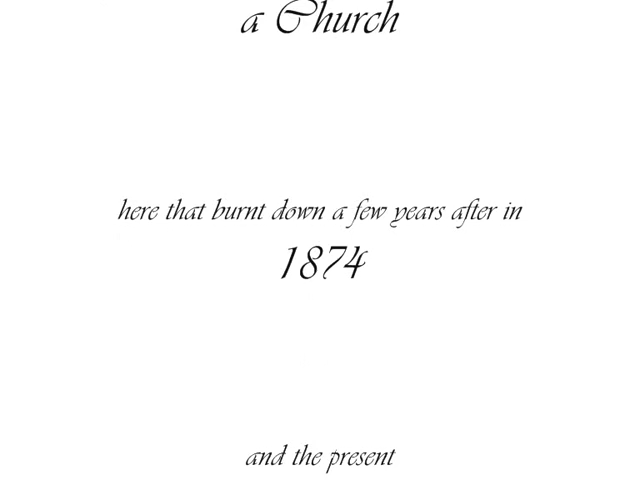 a Church
here that burnt down a few years after in
1874
and the present